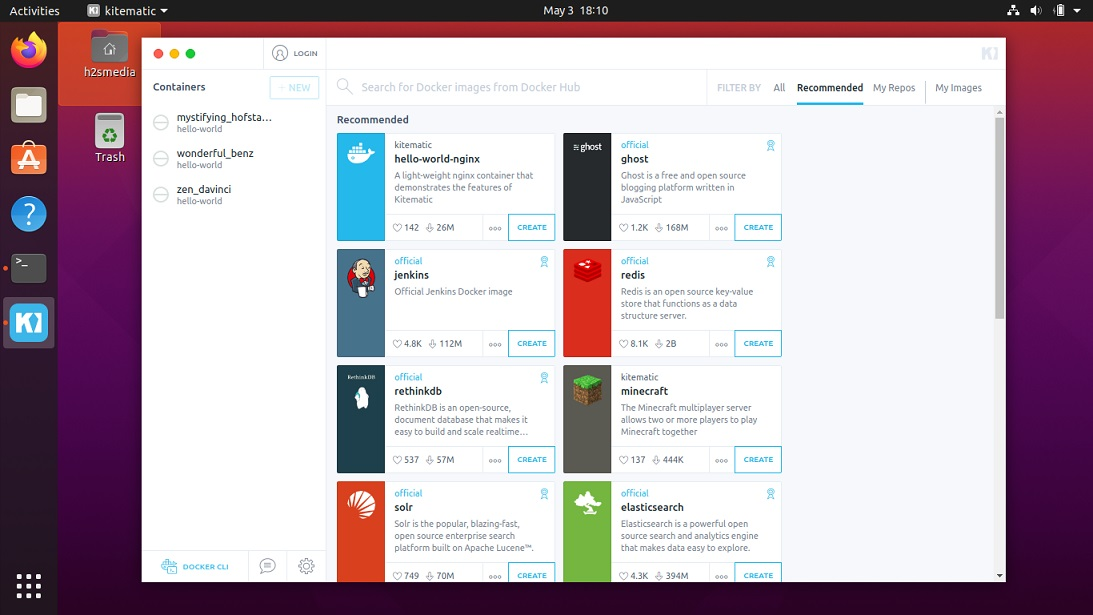 Activities
kitematic
May 3 18:10
h2smedia
Trash
LOGIN
Containers
+ NEW
mystifying_hofsta...
hello-world
wonderful_benz
hello-world
zen_davinci
hello-world
DOCKER CLI
Search for Docker images from Docker Hub
FILTER BY All Recommended My Repos My Images
Recommended
kitematic
hello-world-nginx
A light-weight nginx container that
demonstrates the features of
Kitematic
142 26M
CREATE
ghost
official
ghost
Ghost is a free and open source
blogging platform written in
JavaScript
1.2K 168M
CREATE
official
jenkins
Official Jenkins Docker image
4.8K 112M
CREATE
official
redis
Redis is an open source key-value
store that functions as a data
structure server.
8.1K 2B
CREATE
RethinkDB
official
rethinkdb
RethinkDB is an open-source,
document database that makes it
easy to build and scale realtime...
537 57M
CREATE
kitematic
minecraft
The Minecraft multiplayer server
allows two or more players to play
Minecraft together
137 444K
CREATE
official
solr
Solr is the popular, blazing-fast,
open source enterprise search
platform built on Apache Lucene™.
749 70M
CREATE
official
elasticsearch
Elasticsearch is a powerful open
source search and analytics engine
that makes data easy to explore.
4.3K 394M
CREATE